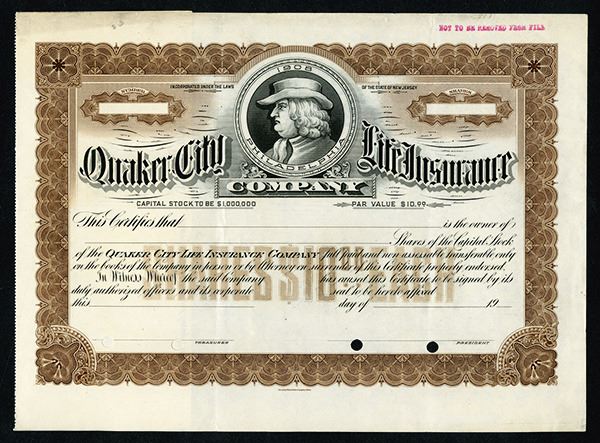 NOT TO BE REMOVED FROM FILE
1906
NUMBER
INCORPORATED UNDER THE LAWS
OF THE STATE OF NEW JERSEY
SHARES
PHILADELPHIA
Quaker City
Life Insurance
COMPANY
CAPITAL STOCK TO BE $1,000,000
PAR VALUE $10.00
This Certifies that
is the owner of
Shares of the Capital Stock
of the QUAKER CITY LIFE INSURANCE COMPANY full paid and non-assessable transferable only
on the books of the Company in person or by Attorney on surrender of this Certificate properly endorsed.
In Witness Whereof the said company has caused this Certificate to be signed by its
duly authorized officers and its corporate seal to be hereto affixed
this day of 19
TREASURER
PRESIDENT